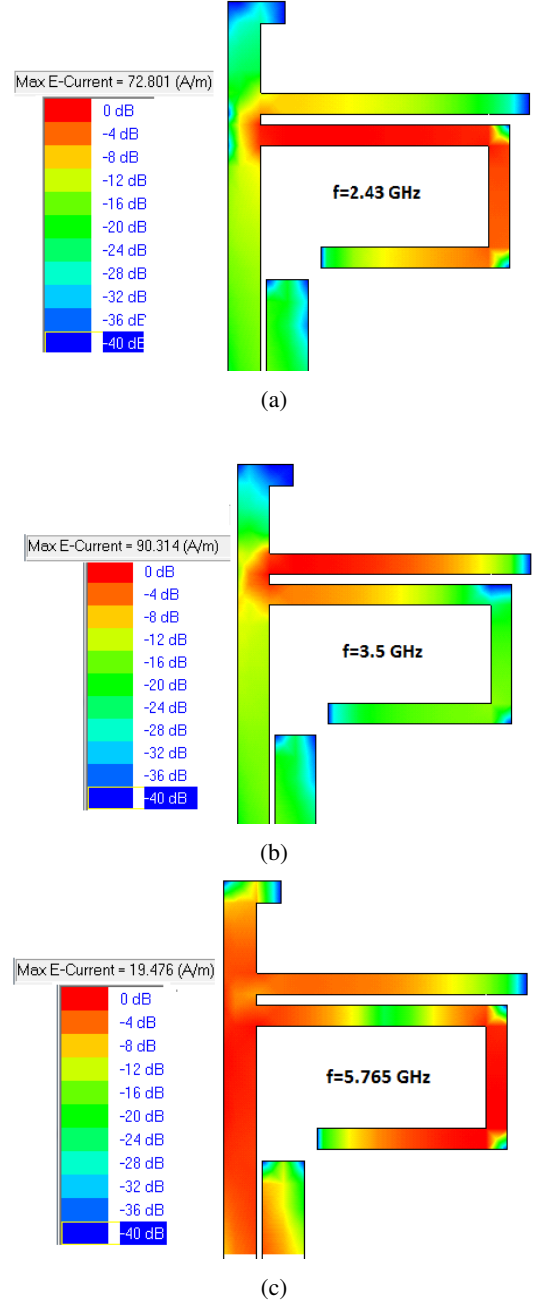 Max E-Current = 72.801 (A/m)
0 dB
-4 dB
-8 dB
-12 dB
-16 dB
-20 dB
-24 dB
-28 dB
-32 dB
-36 dB
-40 dB
f=2.43 GHz
(a)
Max E-Current = 90.314 (A/m)
0 dB
-4 dB
-8 dB
-12 dB
-16 dB
-20 dB
-24 dB
-28 dB
-32 dB
-36 dB
-40 dB
f=3.5 GHz
(b)
Max E-Current = 19.476 (A/m)
0 dB
-4 dB
-8 dB
-12 dB
-16 dB
-20 dB
-24 dB
-28 dB
-32 dB
-36 dB
-40 dB
f=5.765 GHz
(c)